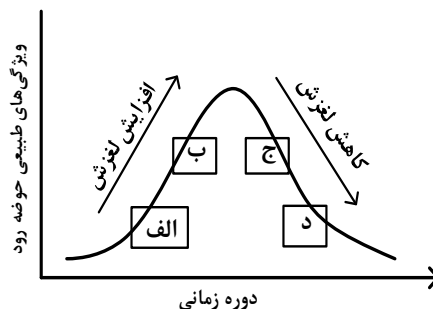 ویژگی‌های طبیعی حوضه رود
افزایش لغزش
کاهش لغزش
ب
ج
الف
د
دوره زمانی